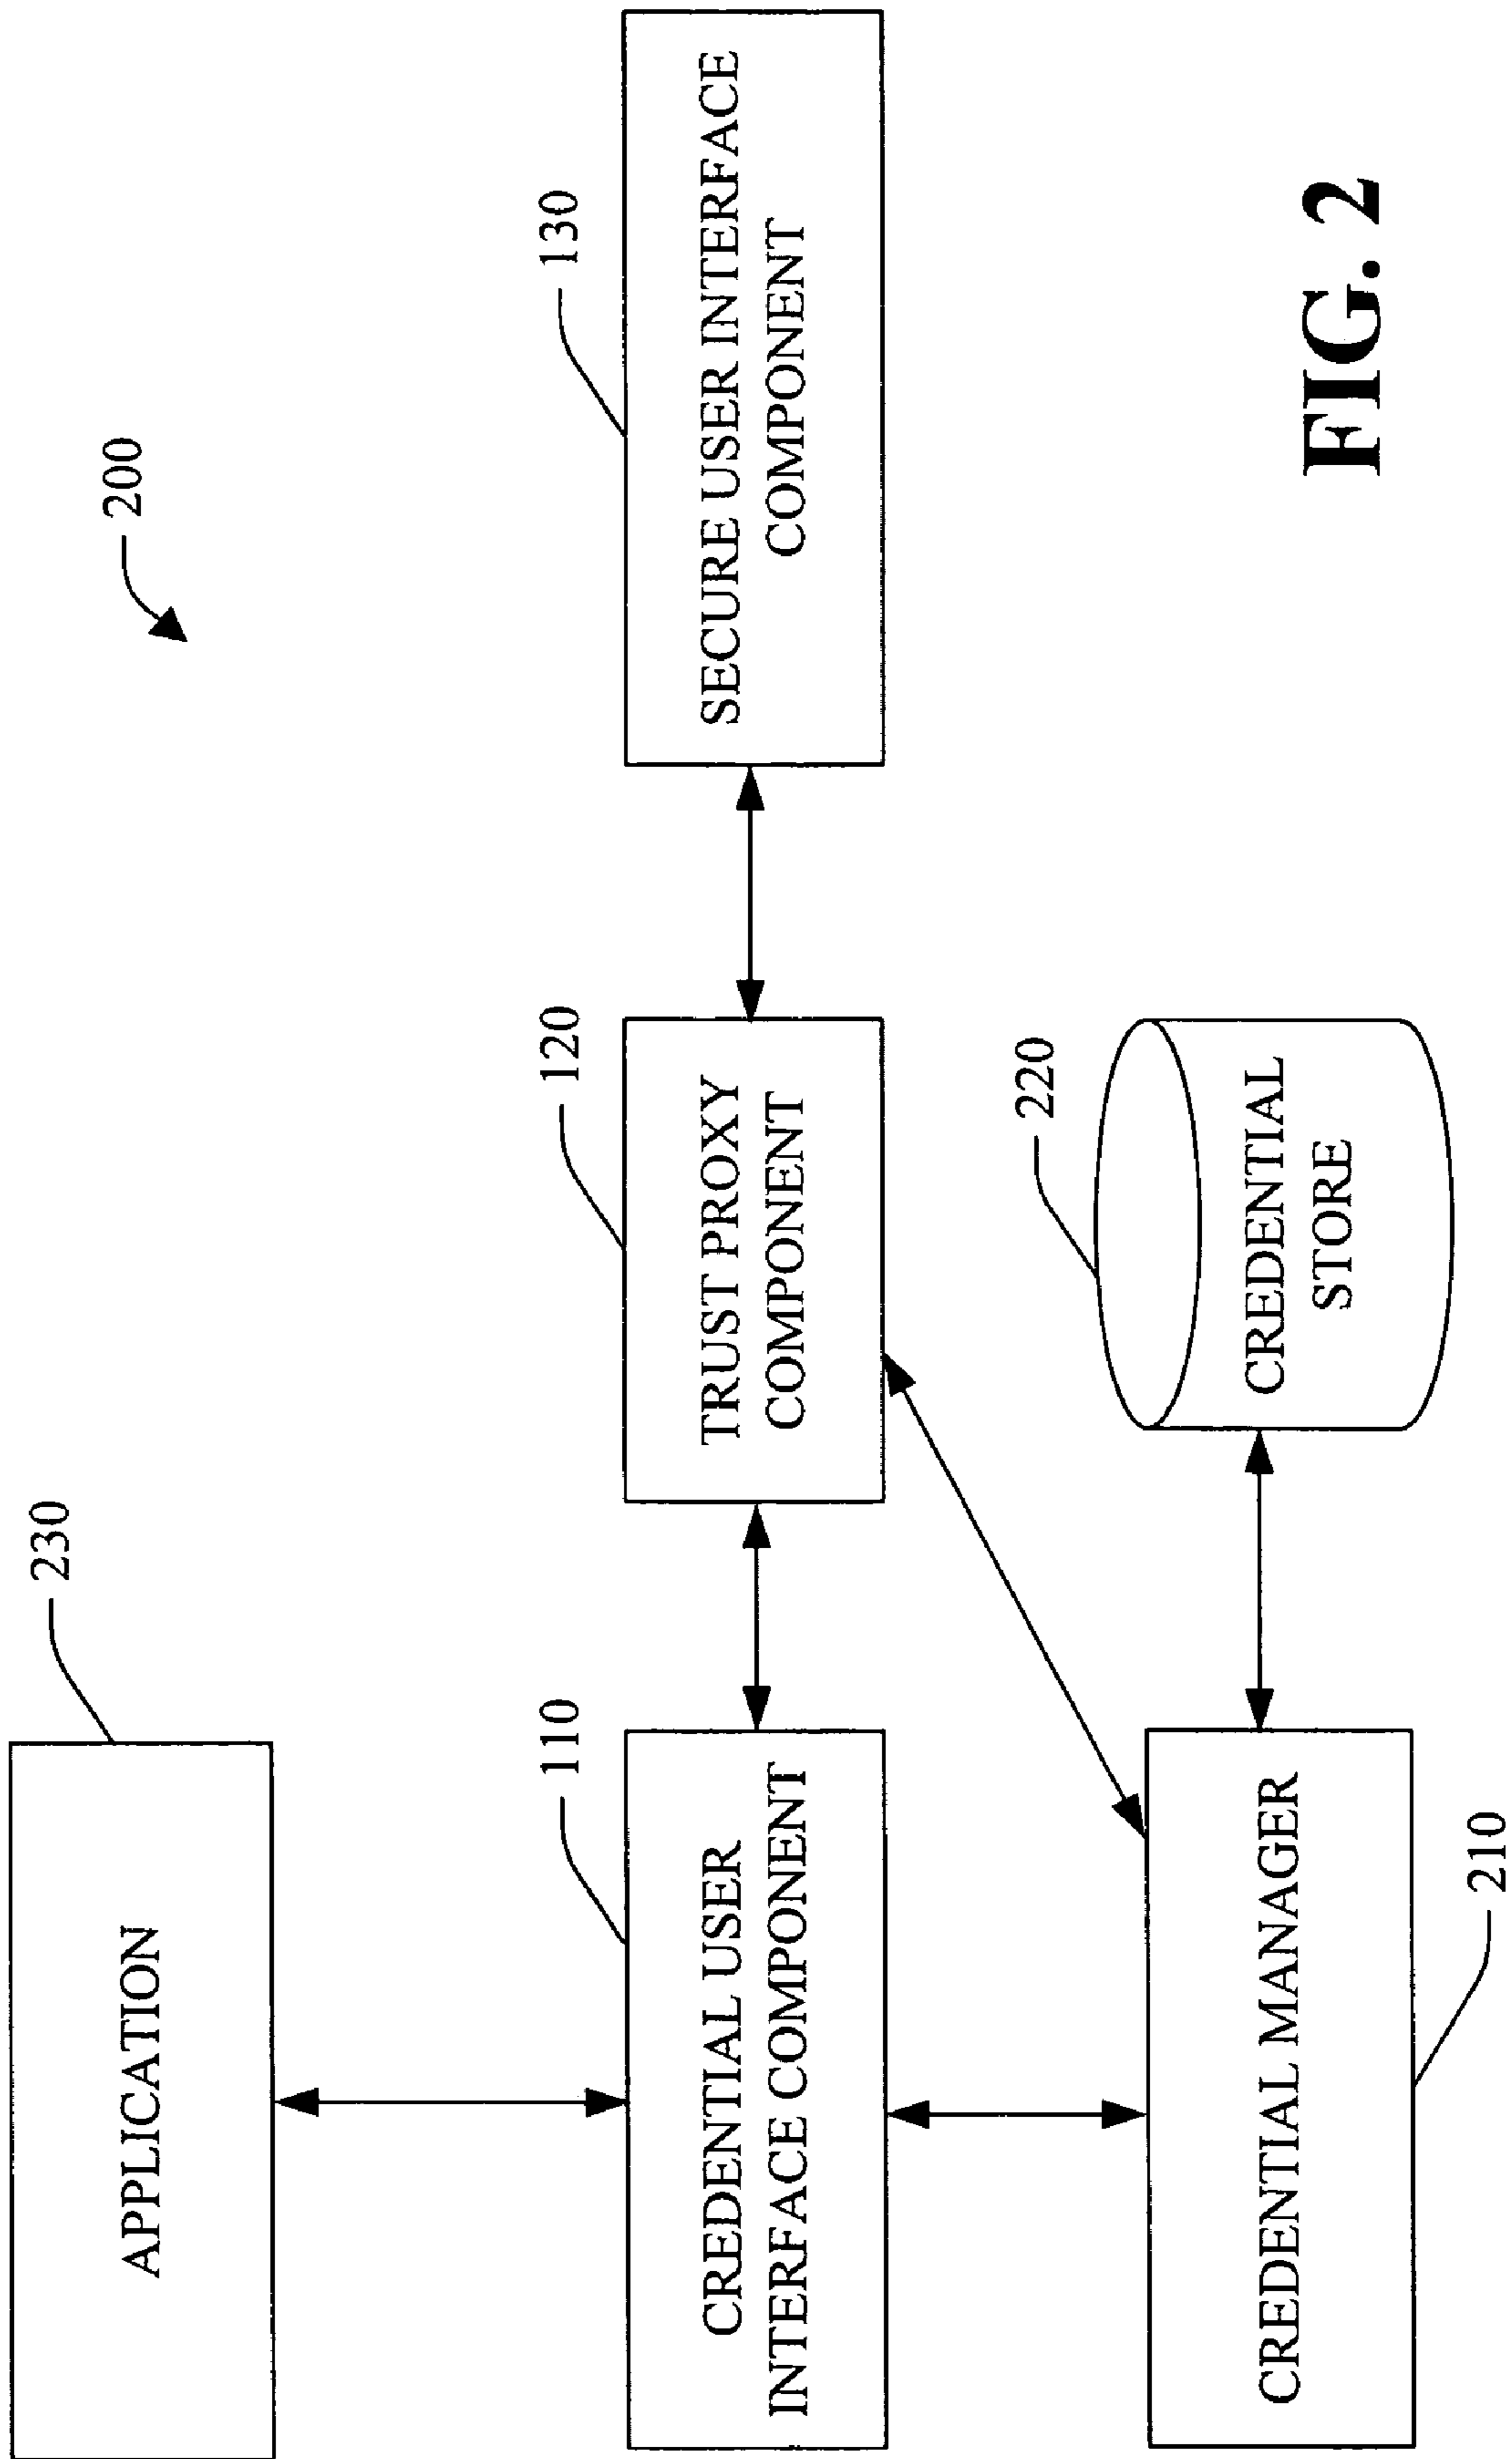 200
230
APPLICATION
110
CREDENTIAL USER
INTERFACE COMPONENT
120
TRUST PROXY
COMPONENT
130
SECURE USER INTERFACE
COMPONENT
CREDENTIAL MANAGER
210
220
CREDENTIAL
STORE
FIG. 2